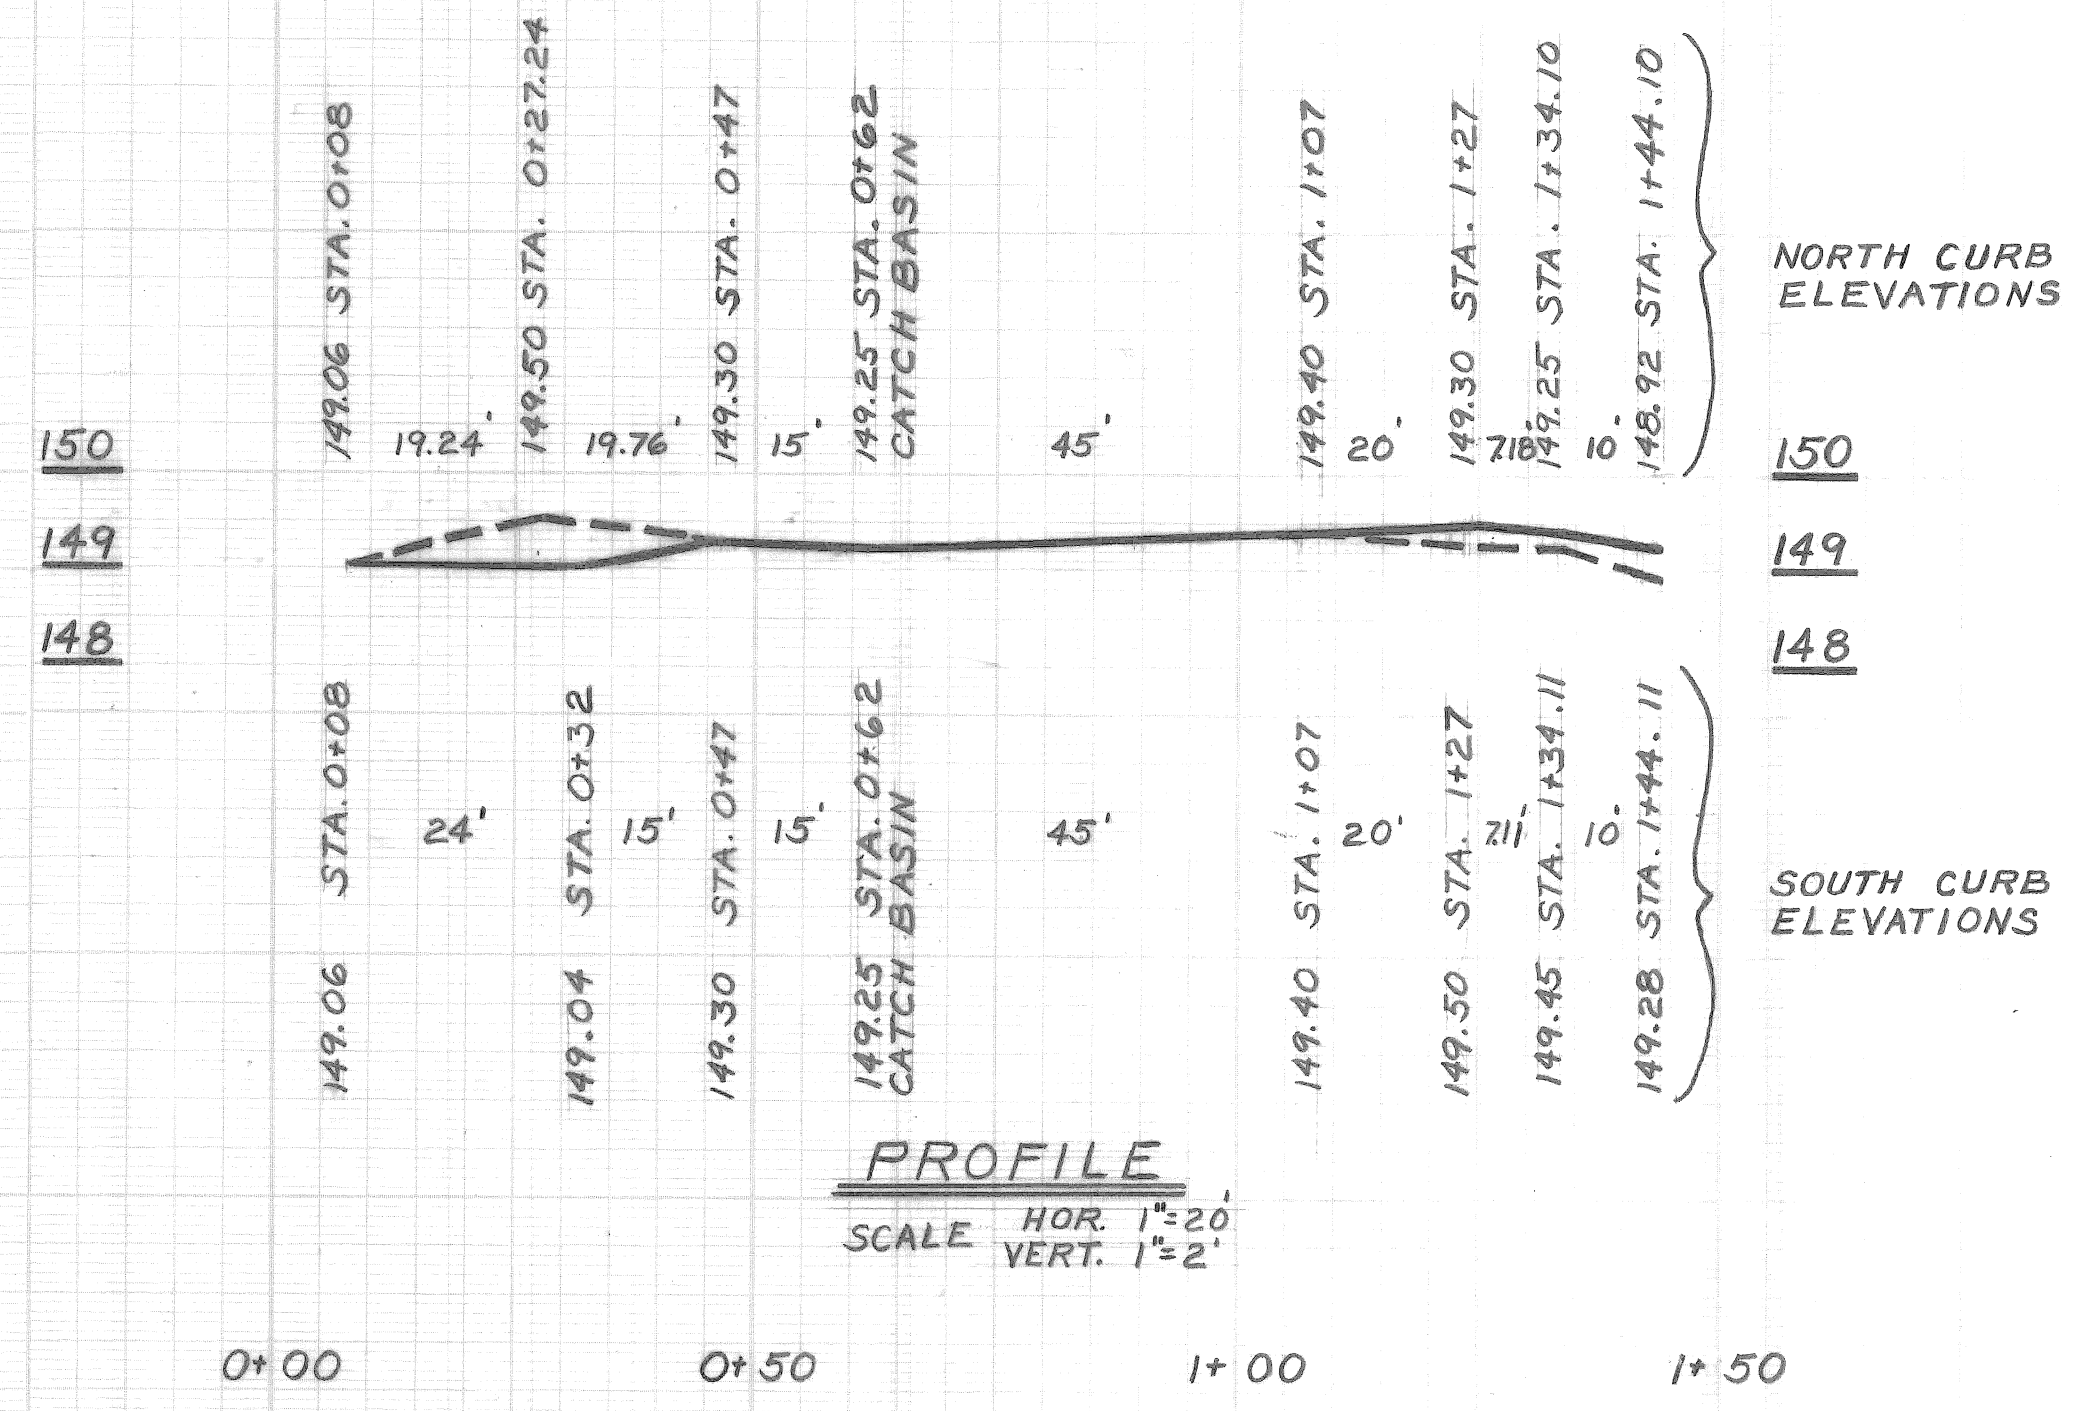 149.06 STA. 0+08
19.24'
149.50 STA. 0+27.24
19.76'
149.30 STA. 0+47
15'
149.25 STA. 0+62
CATCH BASIN
45'
149.40 STA. 1+07
20'
149.30 STA. 1+27
7.18'
149.25 STA. 1+34.10
10'
148.92 STA. 1+44.10
NORTH CURB
ELEVATIONS
150
149
148
150
149
148
149.06 STA. 0+08
24'
149.04 STA. 0+32
15'
149.30 STA. 0+47
15'
149.25 STA. 0+62
CATCH BASIN
45'
149.40 STA. 1+07
20'
149.50 STA. 1+27
7.11'
149.45 STA. 1+34.11
10'
149.28 STA. 1+44.11
SOUTH CURB
ELEVATIONS
PROFILE
SCALE
HOR. 1"=20'
VERT. 1"=2'
0+00
0+50
1+00
1+50